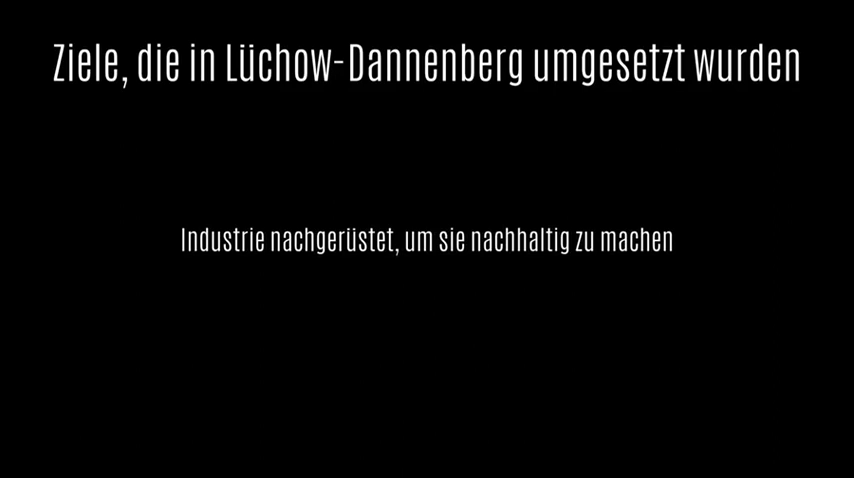 Ziele, die in Lüchow-Dannenberg umgesetzt wurden
Industrie nachgerüstet, um sie nachhaltig zu machen